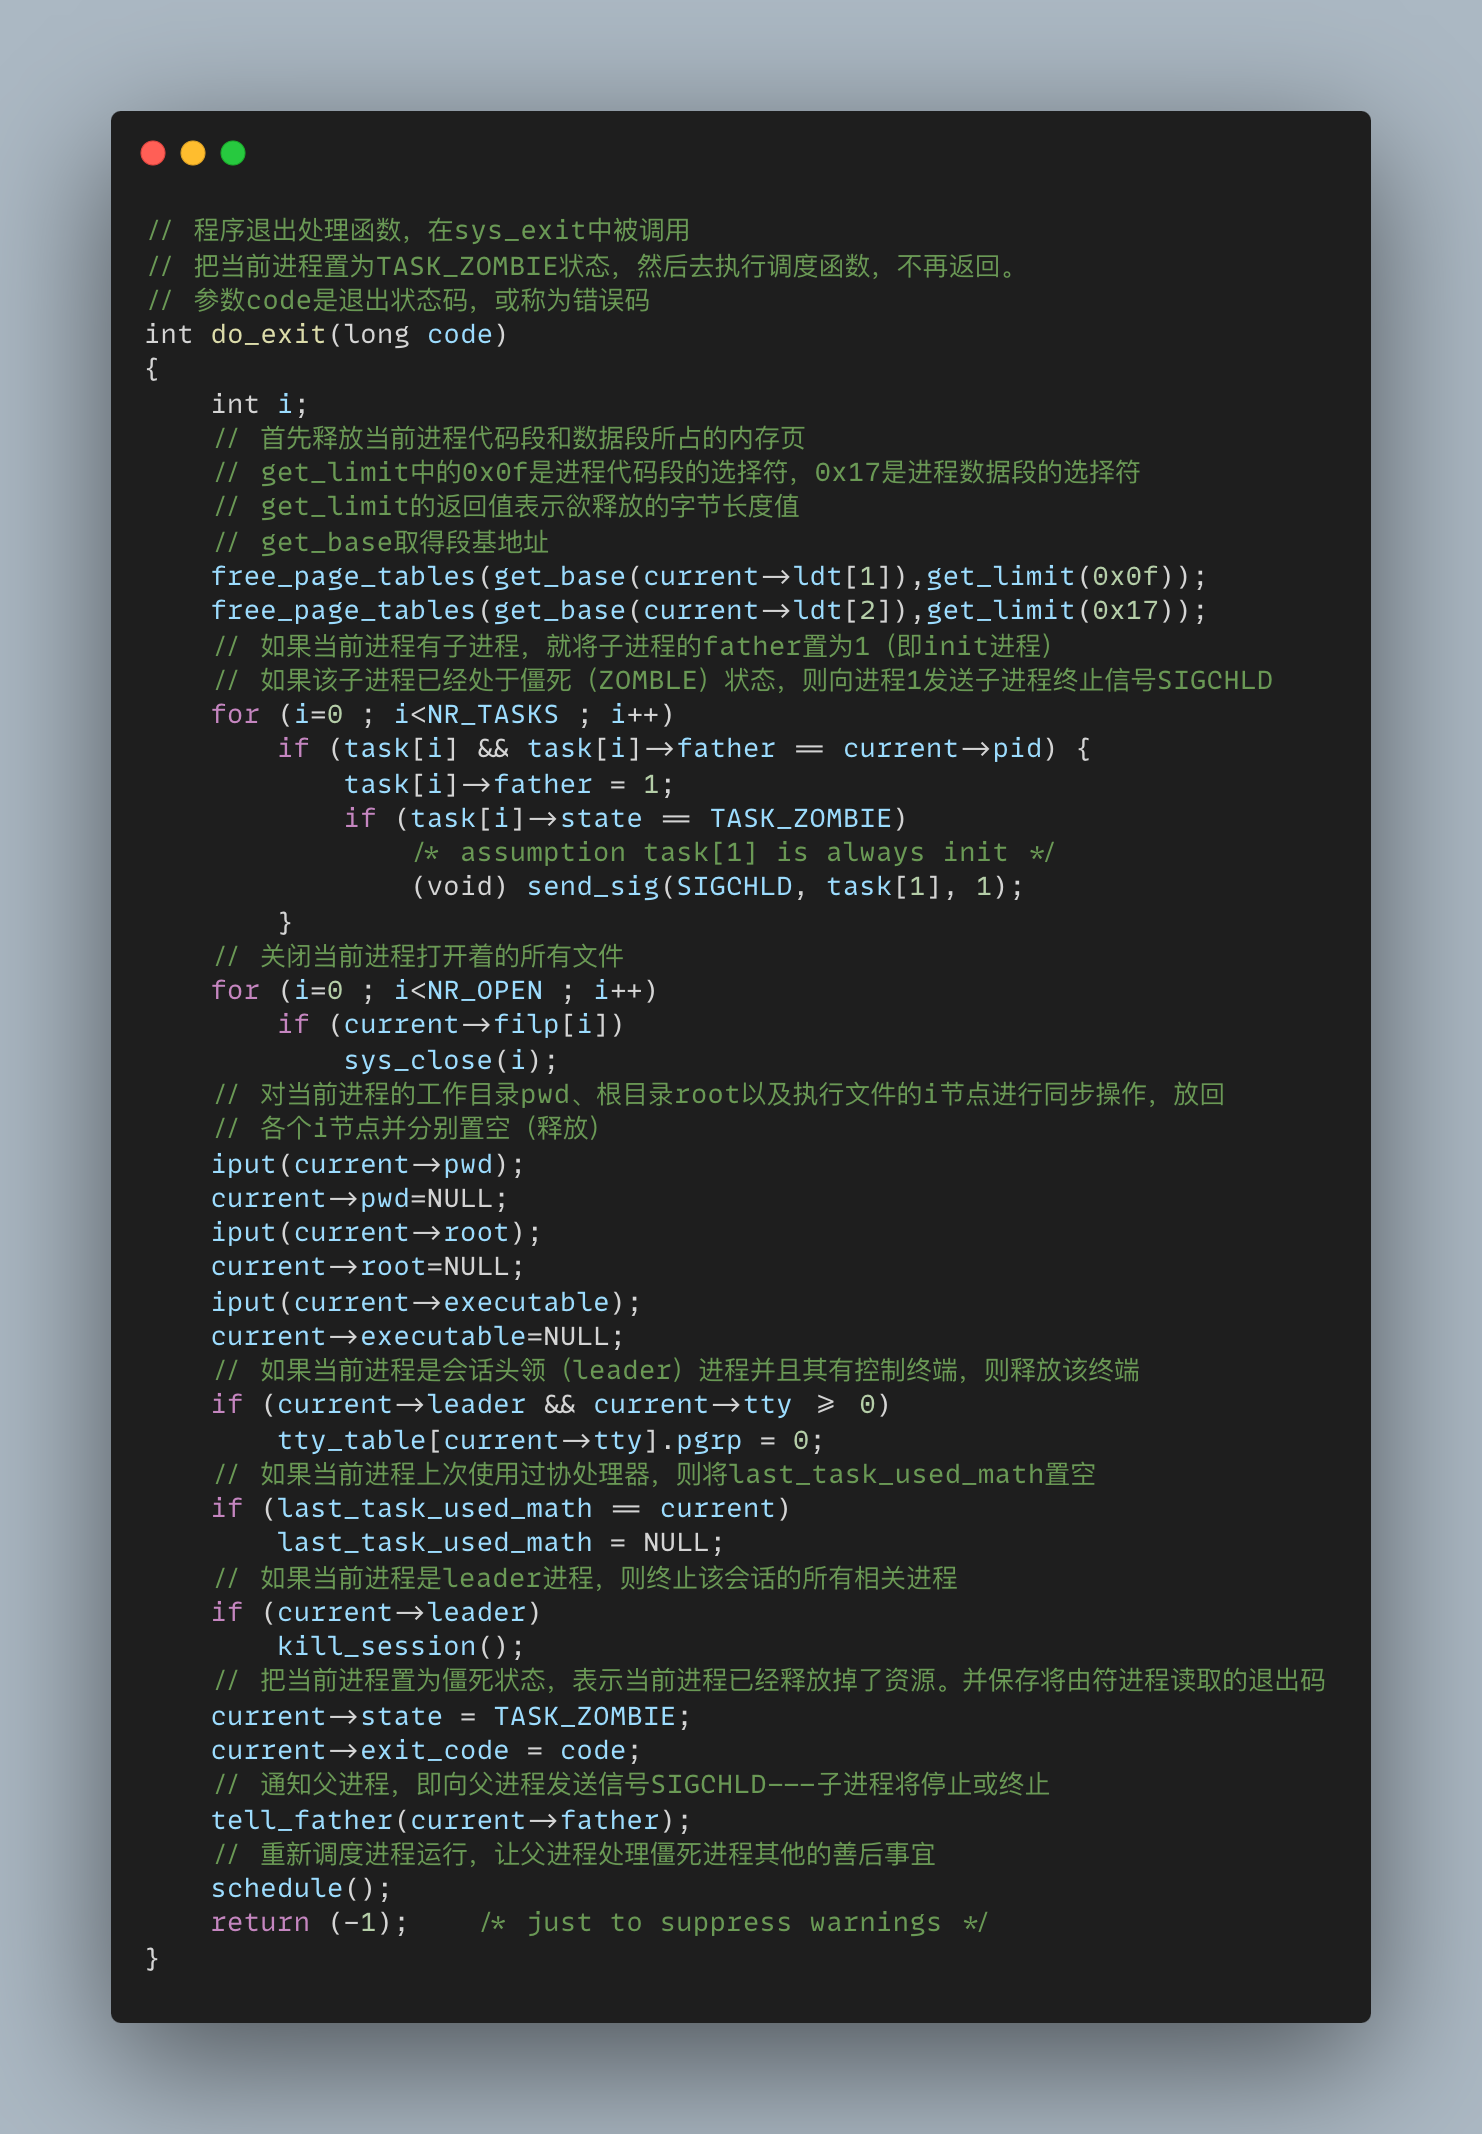 // 程序退出处理函数，在sys_exit中被调用
// 把当前进程置为TASK_ZOMBIE状态，然后去执行调度函数，不再返回。
// 参数code是退出状态码，或称为错误码
int do_exit(long code)
{
    int i;
    // 首先释放当前进程代码段和数据段所占的内存页
    // get_limit中的0x0f是进程代码段的选择符，0x17是进程数据段的选择符
    // get_limit的返回值表示欲释放的字节长度值
    // get_base取得段基地址
    free_page_tables(get_base(current->ldt[1]),get_limit(0x0f));
    free_page_tables(get_base(current->ldt[2]),get_limit(0x17));
    // 如果当前进程有子进程，就将子进程的father置为1（即init进程）
    // 如果该子进程已经处于僵死（ZOMBLE）状态，则向进程1发送子进程终止信号SIGCHLD
    for (i=0 ; i<NR_TASKS ; i++)
        if (task[i] && task[i]->father == current->pid) {
            task[i]->father = 1;
            if (task[i]->state == TASK_ZOMBIE)
                /* assumption task[1] is always init */
                (void) send_sig(SIGCHLD, task[1], 1);
        }
    // 关闭当前进程打开着的所有文件
    for (i=0 ; i<NR_OPEN ; i++)
        if (current->filp[i])
            sys_close(i);
    // 对当前进程的工作目录pwd、根目录root以及执行文件的i节点进行同步操作，放回
    // 各个i节点并分别置空（释放）
    iput(current->pwd);
    current->pwd=NULL;
    iput(current->root);
    current->root=NULL;
    iput(current->executable);
    current->executable=NULL;
    // 如果当前进程是会话头领（leader）进程并且其有控制终端，则释放该终端
    if (current->leader && current->tty >= 0)
        tty_table[current->tty].pgrp = 0;
    // 如果当前进程上次使用过协处理器，则将last_task_used_math置空
    if (last_task_used_math == current)
        last_task_used_math = NULL;
    // 如果当前进程是leader进程，则终止该会话的所有相关进程
    if (current->leader)
        kill_session();
    // 把当前进程置为僵死状态，表示当前进程已经释放掉了资源。并保存将由符进程读取的退出码
    current->state = TASK_ZOMBIE;
    current->exit_code = code;
    // 通知父进程，即向父进程发送信号SIGCHLD---子进程将停止或终止
    tell_father(current->father);
    // 重新调度进程运行，让父进程处理僵死进程其他的善后事宜
    schedule();
    return (-1);    /* just to suppress warnings */
}